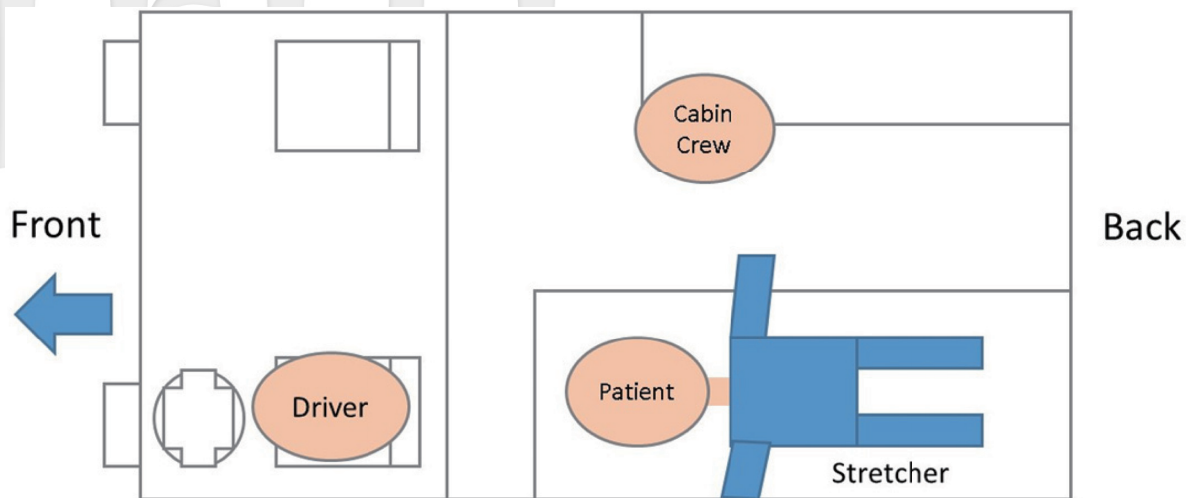 Cabin
Crew
Front
Back
Patient
Driver
Stretcher